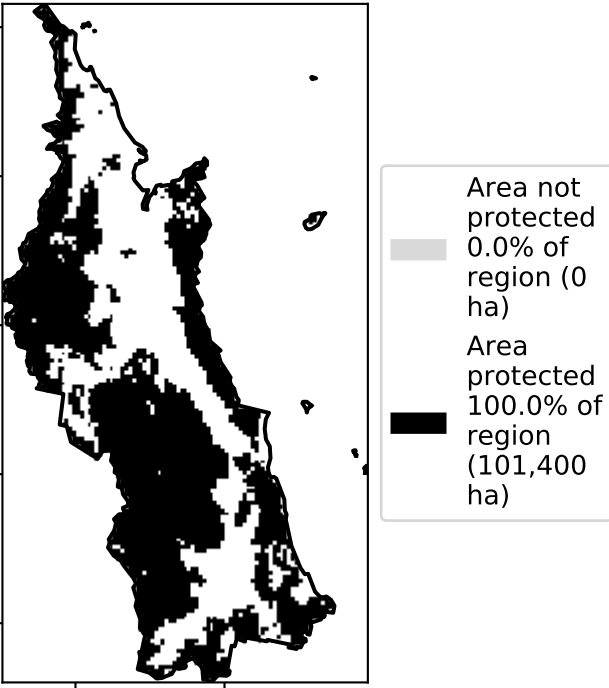 Area not
protected
0.0% of
region (0
ha)
Area
protected
100.0% of
region
(101,400
ha)